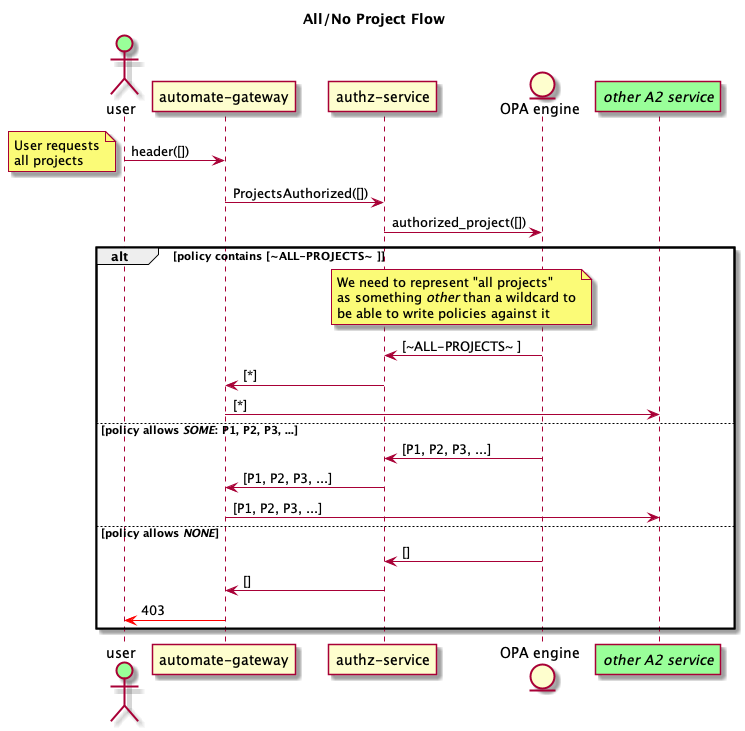 All/No Project Flow
user
automate-gateway
authz-service
OPA engine
other A2 service
User requests
all projects
header([])
ProjectsAuthorized([])
authorized_project([])
alt
[policy contains [~ALL-PROJECTS~ ]]
We need to represent "all projects"
as something other than a wildcard to
be able to write policies against it
[~ALL-PROJECTS~ ]
[*]
[*]
[policy allows SOME: P1, P2, P3, ...]
[P1, P2, P3, ...]
[P1, P2, P3, ...]
[P1, P2, P3, ...]
[policy allows NONE]
[]
[]
403
user
automate-gateway
authz-service
OPA engine
other A2 service